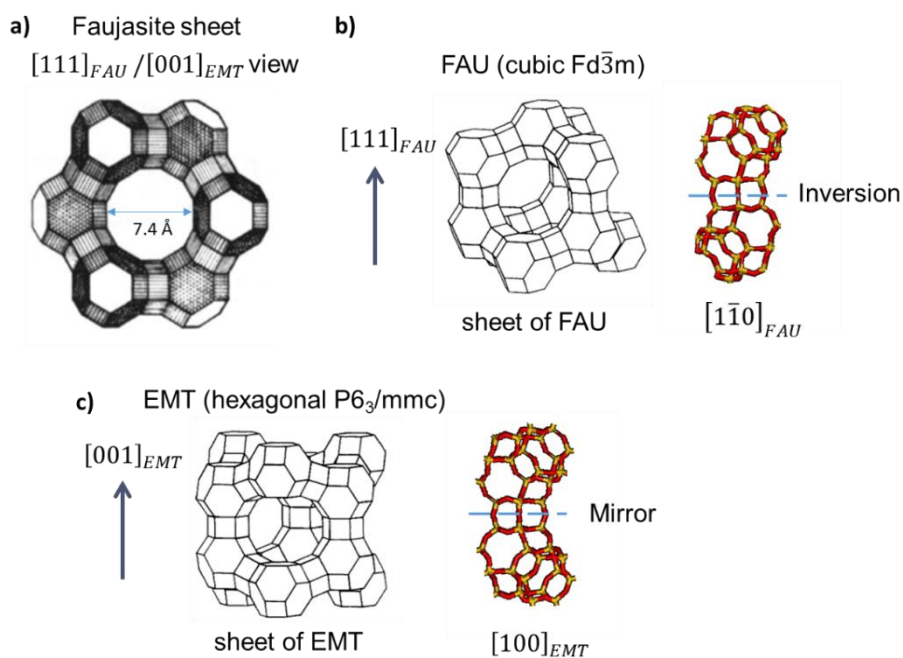 a) Faujasite sheet
[111]FAU /[001]EMT view
7.4 Å
b)
FAU (cubic Fd3̅m)
[111]FAU
Inversion
sheet of FAU
[11̅0]FAU
c) EMT (hexagonal P6₃/mmc)
[001]EMT
Mirror
sheet of EMT
[100]EMT